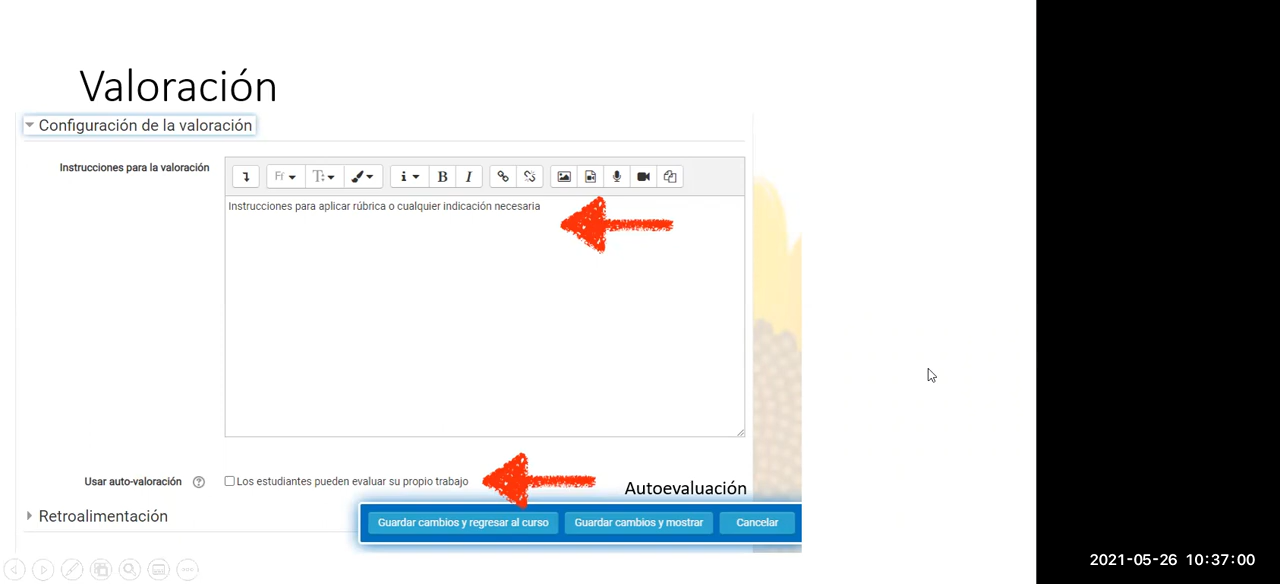 Valoración
Configuración de la valoración
Instrucciones para la valoración
Instrucciones para aplicar rúbrica o cualquier indicación necesaria
Usar auto-valoración
Los estudiantes pueden evaluar su propio trabajo
Autoevaluación
Retroalimentación
Guardar cambios y regresar al curso
Guardar cambios y mostrar
Cancelar
2021-05-26 10:37:00